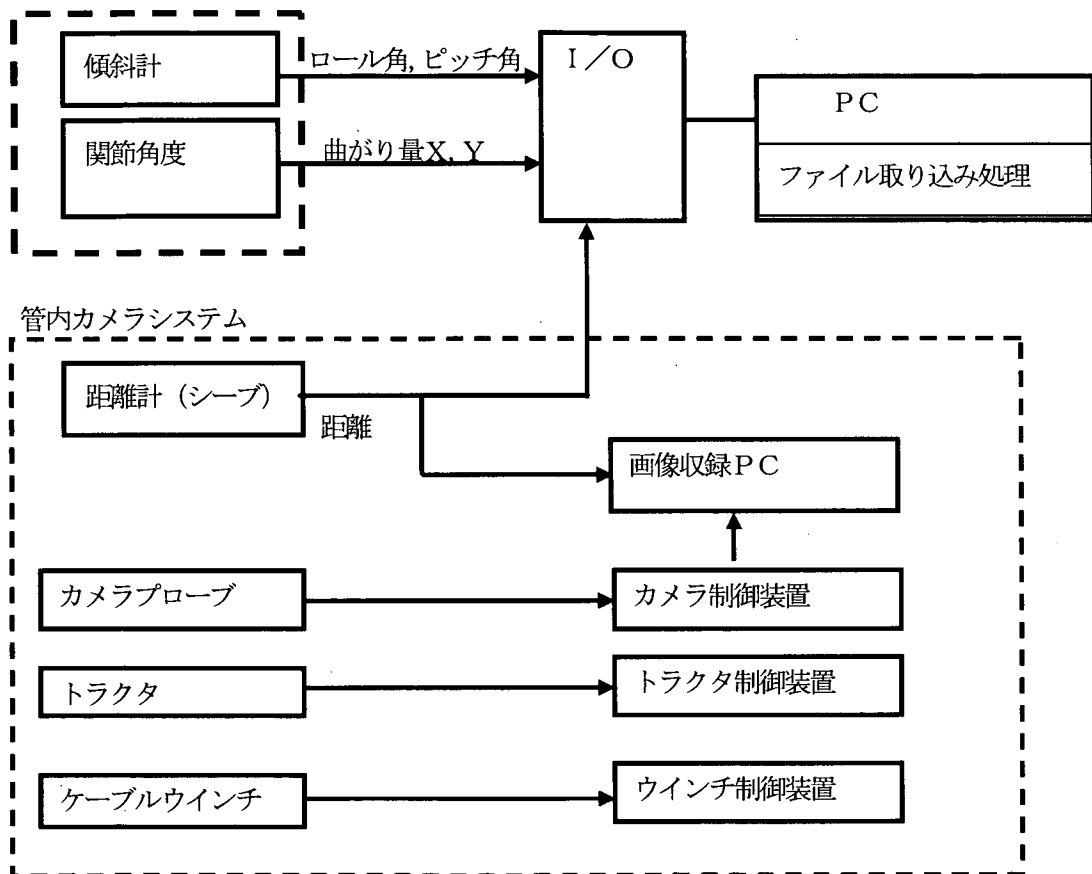 傾斜計
ロール角, ピッチ角
I／O
PC
関節角度
曲がり量X, Y
ファイル取り込み処理
管内カメラシステム
距離計（シーブ）
距離
画像収録PC
カメラプローブ
カメラ制御装置
トラクタ
トラクタ制御装置
ケーブルウインチ
ウインチ制御装置